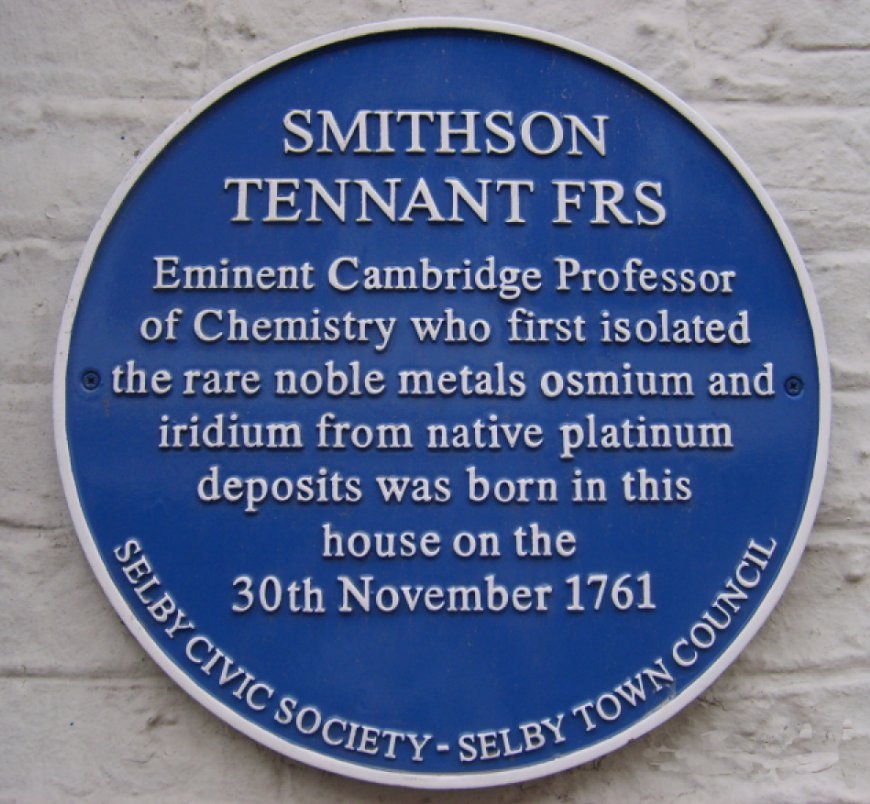 SMITHSON
TENNANT FRS
Eminent Cambridge Professor
of Chemistry who first isolated
the rare noble metals osmium and
iridium from native platinum
deposits was born in this
house on the
30th November 1761
SELBY CIVIC SOCIETY - SELBY TOWN COUNCIL